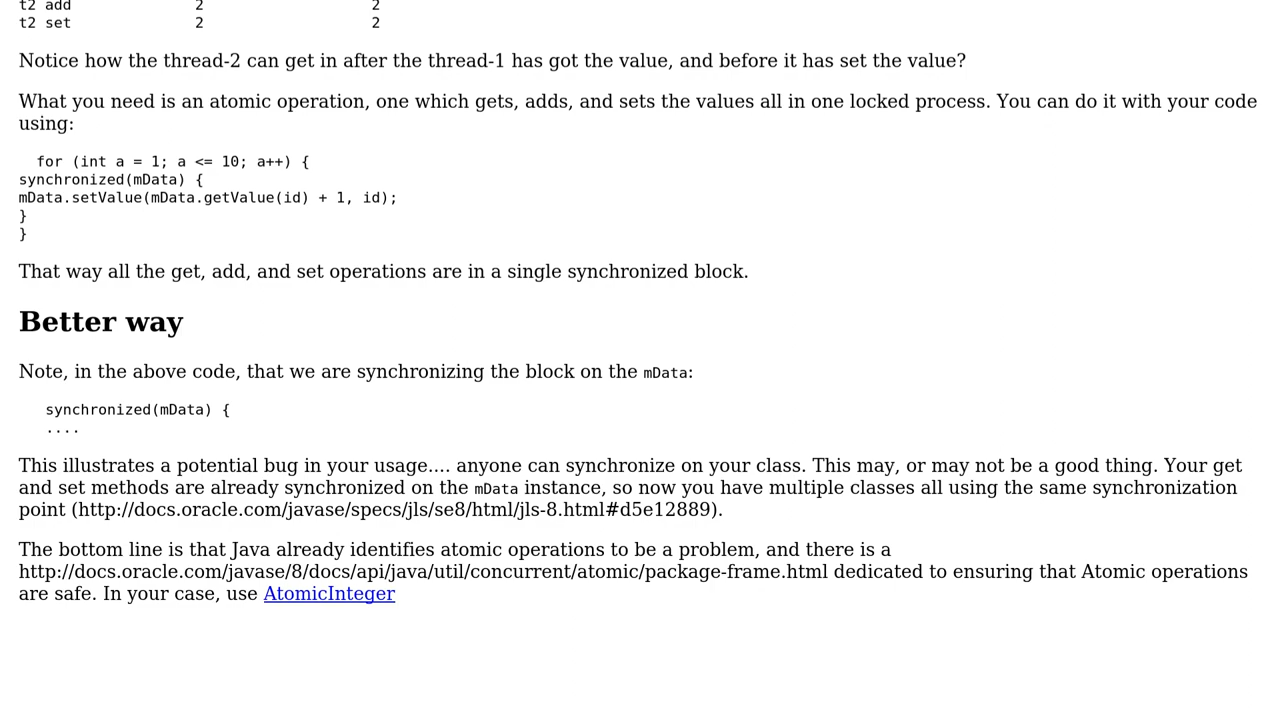 t2 add 2 2
t2 set 2 2
Notice how the thread-2 can get in after the thread-1 has got the value, and before it has set the value?
What you need is an atomic operation, one which gets, adds, and sets the values all in one locked process. You can do it with your code
using:
for (int a = 1; a <= 10; a++) {
synchronized(mData) {
mData.setValue(mData.getValue(id) + 1, id);
}
}
That way all the get, add, and set operations are in a single synchronized block.
Better way
Note, in the above code, that we are synchronizing the block on the mData:
synchronized(mData) {
....
This illustrates a potential bug in your usage.... anyone can synchronize on your class. This may, or may not be a good thing. Your get
and set methods are already synchronized on the mData instance, so now you have multiple classes all using the same synchronization
point (http://docs.oracle.com/javase/specs/jls/se8/html/jls-8.html#d5e12889).
The bottom line is that Java already identifies atomic operations to be a problem, and there is a
http://docs.oracle.com/javase/8/docs/api/java/util/concurrent/atomic/package-frame.html dedicated to ensuring that Atomic operations
are safe. In your case, use AtomicInteger